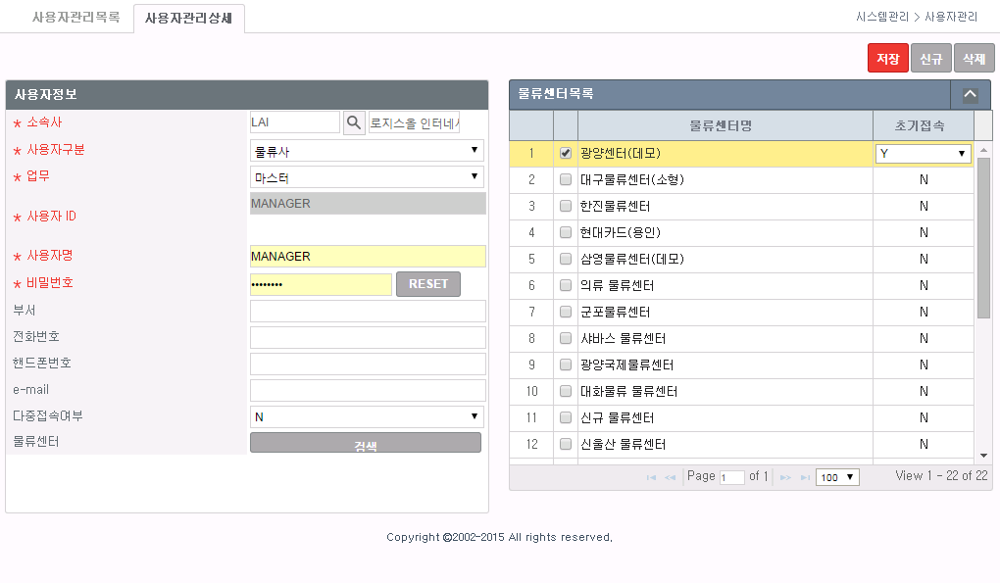 사용자관리목록 사용자관리상세 시스템관리 > 사용자관리
저장 신규 삭제
사용자정보
* 소속사 LAI 로지스올 인터네
* 사용자구분 물류사
* 업무 마스터
* 사용자 ID MANAGER
* 사용자명 MANAGER
* 비밀번호 •••••••• RESET
부서
전화번호
핸드폰번호
e-mail
다중접속여부 N
물류센터 검색
물류센터목록
물류센터명 초기접속
1 광양센터(데모) Y
2 대구물류센터(소형) N
3 한진물류센터 N
4 현대카드(용인) N
5 삼영물류센터(데모) N
6 의류 물류센터 N
7 군포물류센터 N
8 샤바스 물류센터 N
9 광양국제물류센터 N
10 대화물류 물류센터 N
11 신규 물류센터 N
12 신울산 물류센터 N
Page 1 of 1 100 View 1 - 22 of 22
Copyright ©2002-2015 All rights reserved.